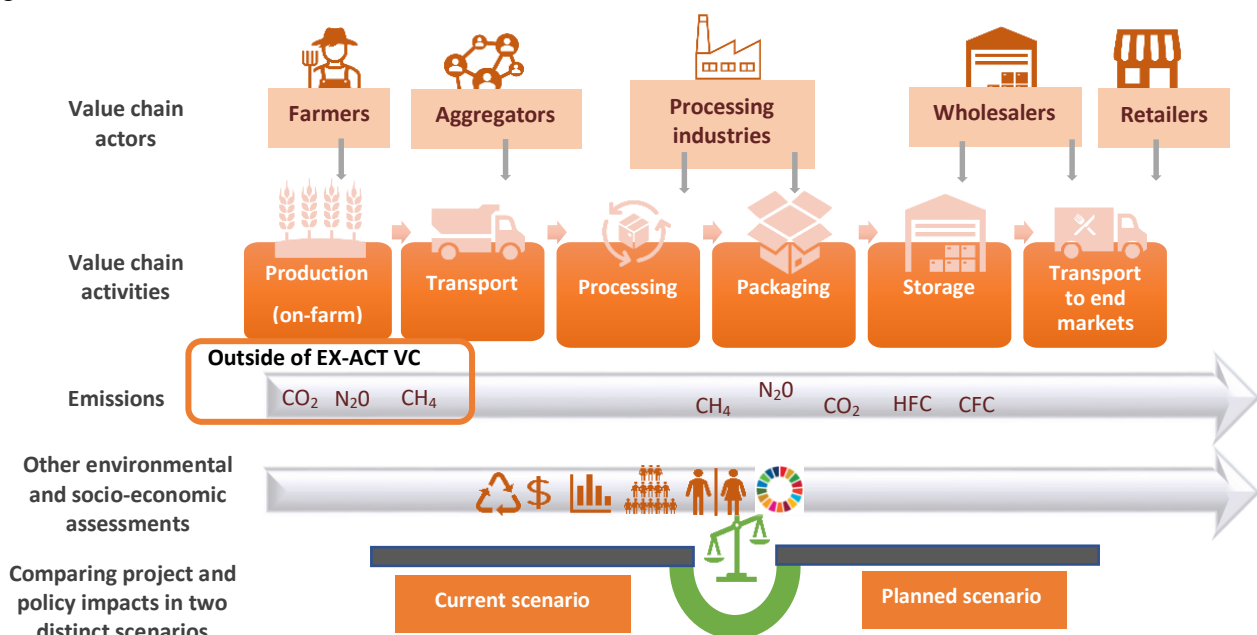 Value chain
actors
Farmers
Aggregators
Processing
industries
Wholesalers
Retailers
Value chain
activities
Production
(on-farm)
Transport
Processing
Packaging
Storage
Transport
to end
markets
Outside of EX-ACT VC
Emissions
CO₂ N₂0 CH₄
CH₄ N₂0 CO₂ HFC CFC
Other environmental
and socio-economic
assessments
$
Comparing project and
policy impacts in two
distinct scenarios
Current scenario
Planned scenario